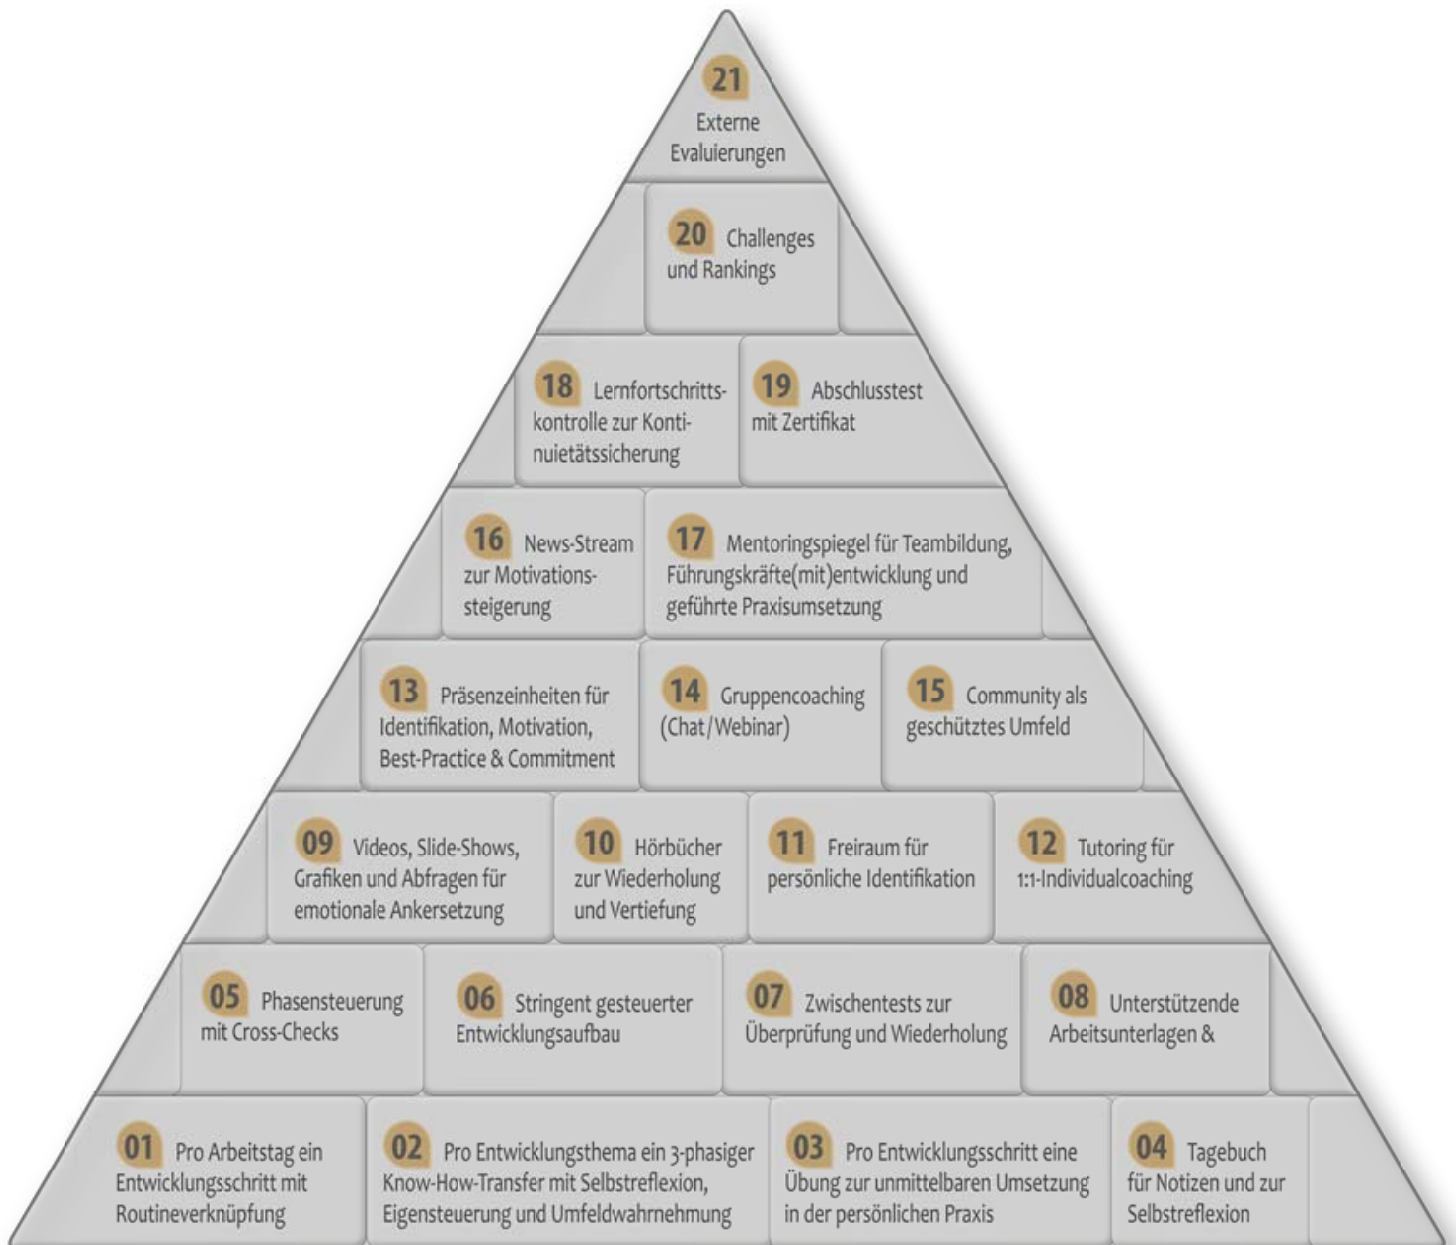 21
Externe
Evaluierungen
20 Challenges
und Rankings
18 Lernfortschritts-
kontrolle zur Konti-
nuietätssicherung
19 Abschlusstest
mit Zertifikat
16 News-Stream
zur Motivations-
steigerung
17 Mentoringspiegel für Teambildung,
Führungskräfte(mit)entwicklung und
geführte Praxisumsetzung
13 Präsenzeinheiten für
Identifikation, Motivation,
Best-Practice & Commitment
14 Gruppencoaching
(Chat/Webinar)
15 Community als
geschütztes Umfeld
09 Videos, Slide-Shows,
Grafiken und Abfragen für
emotionale Ankersetzung
10 Hörbücher
zur Wiederholung
und Vertiefung
11 Freiraum für
persönliche Identifikation
12 Tutoring für
1:1-Individualcoaching
05 Phasensteuerung
mit Cross-Checks
06 Stringent gesteuerter
Entwicklungsaufbau
07 Zwischentests zur
Überprüfung und Wiederholung
08 Unterstützende
Arbeitsunterlagen &
01 Pro Arbeitstag ein
Entwicklungsschritt mit
Routineverknüpfung
02 Pro Entwicklungsthema ein 3-phasiger
Know-How-Transfer mit Selbstreflexion,
Eigensteuerung und Umfeldwahrnehmung
03 Pro Entwicklungsschritt eine
Übung zur unmittelbaren Umsetzung
in der persönlichen Praxis
04 Tagebuch
für Notizen und zur
Selbstreflexion